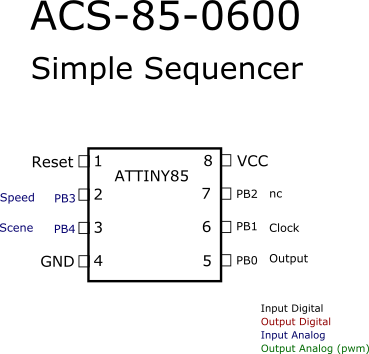 ACS-85-0600
Simple Sequencer
Reset 1 8 VCC
ATTINY85
Speed PB3 2 7 PB2 nc
Scene PB4 3 6 PB1 Clock
GND 4 5 PB0 Output
Input Digital
Output Digital
Input Analog
Output Analog (pwm)